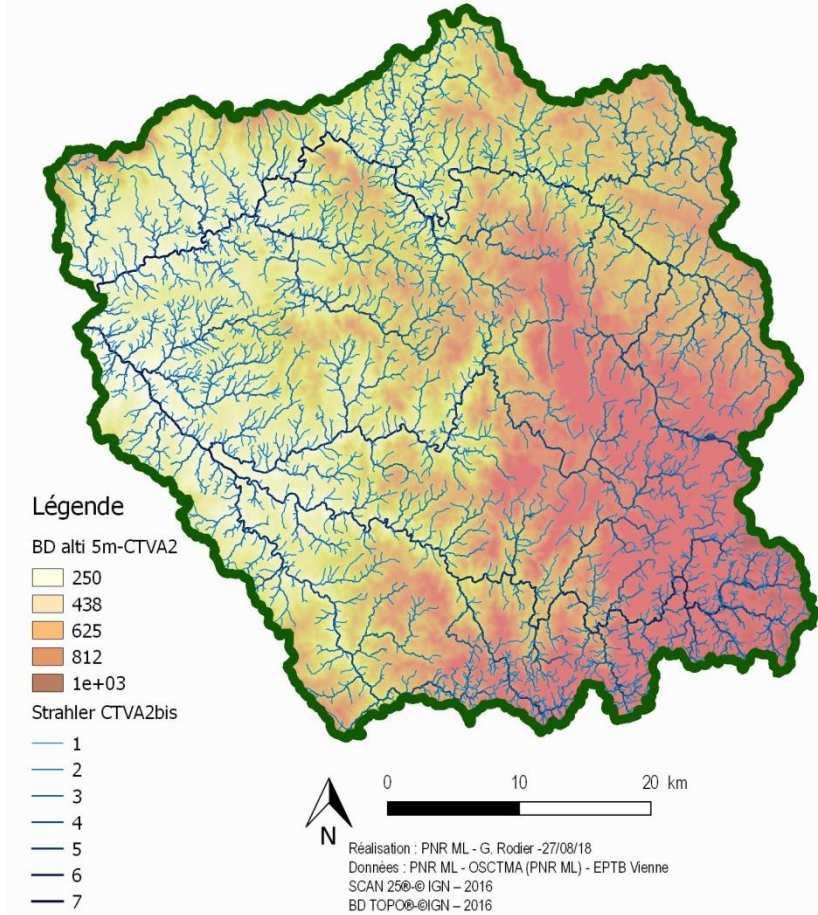 Légende
BD alti 5m-CTVA2
250
438
625
812
1e+03
Strahler CTVA2bis
1
2
3
4
5
6
7
0 10 20 km
N
Réalisation : PNR ML - G. Rodier -27/08/18
Données : PNR ML - OSCTMA (PNR ML) - EPTB Vienne
SCAN 25®-© IGN – 2016
BD TOPO®-©IGN – 2016